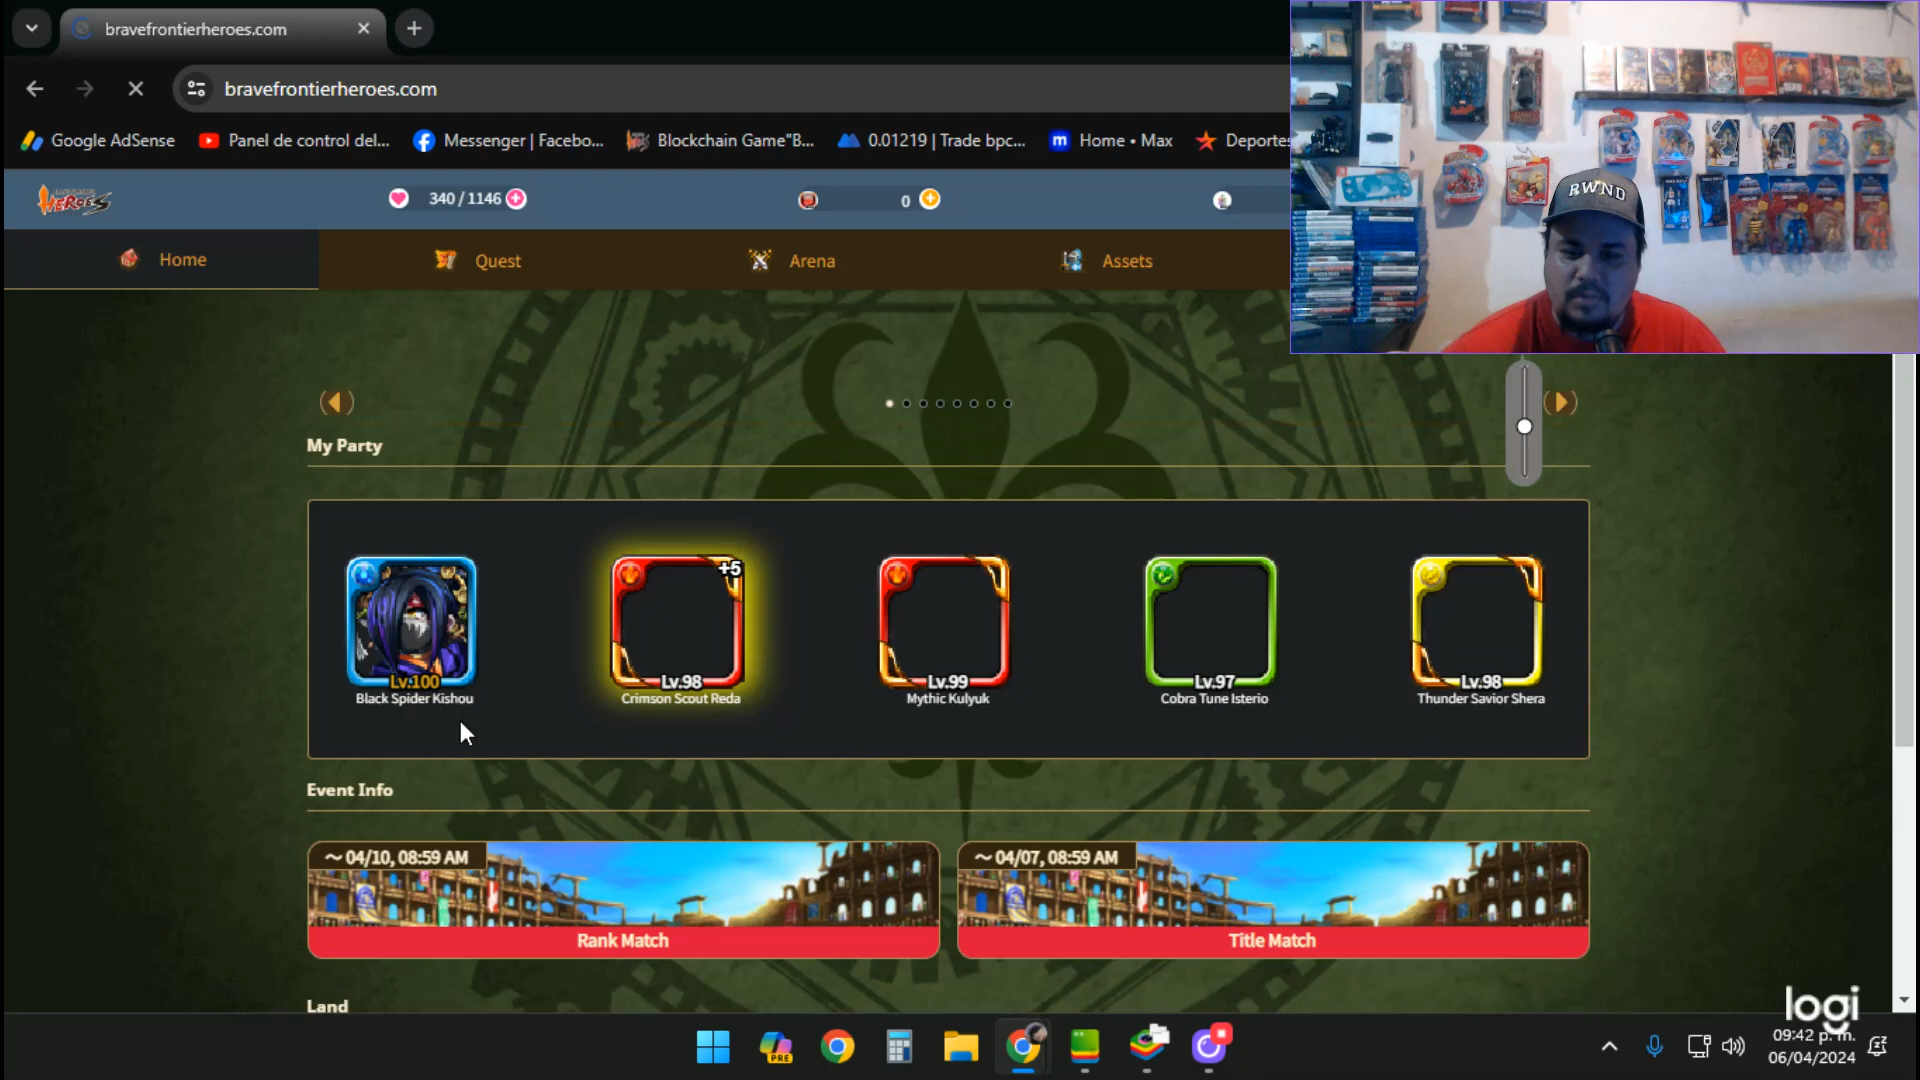 bravefrontierheroes.com
bravefrontierheroes.com
Google AdSense
Panel de control del...
Messenger | Facebo...
Blockchain Game"B...
0.01219 | Trade bpc...
Home • Max
Deportes
HEROES
340 / 1146
0
Home
Quest
Arena
Assets
RWND
My Party
+5
Lv.100
Lv.98
Lv.99
Lv.97
Lv.98
Black Spider Kishou
Crimson Scout Reda
Mythic Kulyuk
Cobra Tune Isterio
Thunder Savior Shera
Event Info
～ 04/10, 08:59 AM
～ 04/07, 08:59 AM
Rank Match
Title Match
Land
logi
PRE
09:42 p. m.
06/04/2024